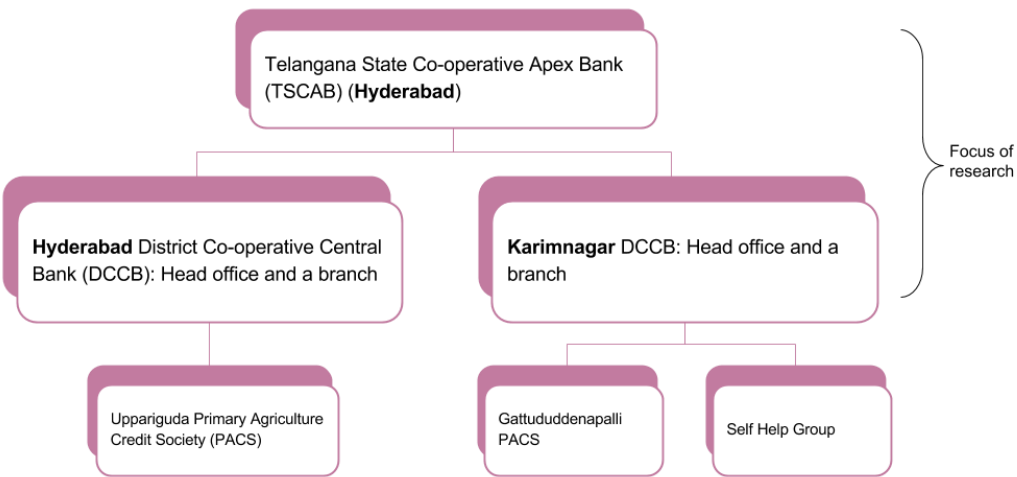 Telangana State Co-operative Apex Bank
(TSCAB) (Hyderabad)
Focus of
research
Hyderabad District Co-operative Central
Bank (DCCB): Head office and a branch
Karimnagar DCCB: Head office and a
branch
Uppariguda Primary Agriculture
Credit Society (PACS)
Gattududdenapalli
PACS
Self Help Group